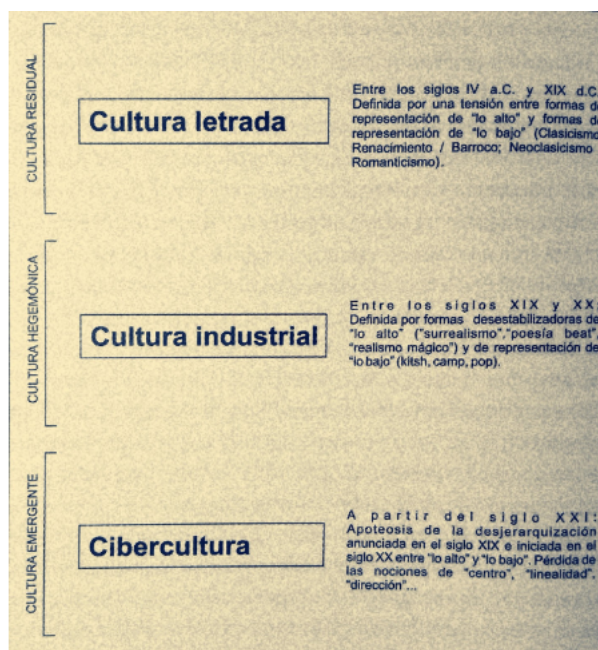 CULTURA RESIDUAL
Cultura letrada
Entre los siglos IV a.C. y XIX d.C.
Definida por una tensión entre formas de
representación de "lo alto" y formas de
representación de "lo bajo" (Clasicismo
Renacimiento / Barroco; Neoclasicismo
Romanticismo).
CULTURA HEGEMÓNICA
Cultura industrial
Entre los siglos XIX y XX:
Definida por formas desestabilizadoras de
"lo alto" ("surrealismo","poesía beat",
"realismo mágico") y de representación de
"lo bajo" (kitsh, camp, pop).
CULTURA EMERGENTE
Cibercultura
A partir del siglo XXI:
Apoteosis de la desjerarquización
anunciada en el siglo XIX e iniciada en el
siglo XX entre "lo alto" y "lo bajo". Pérdida de
las nociones de "centro", "linealidad",
"dirección"...